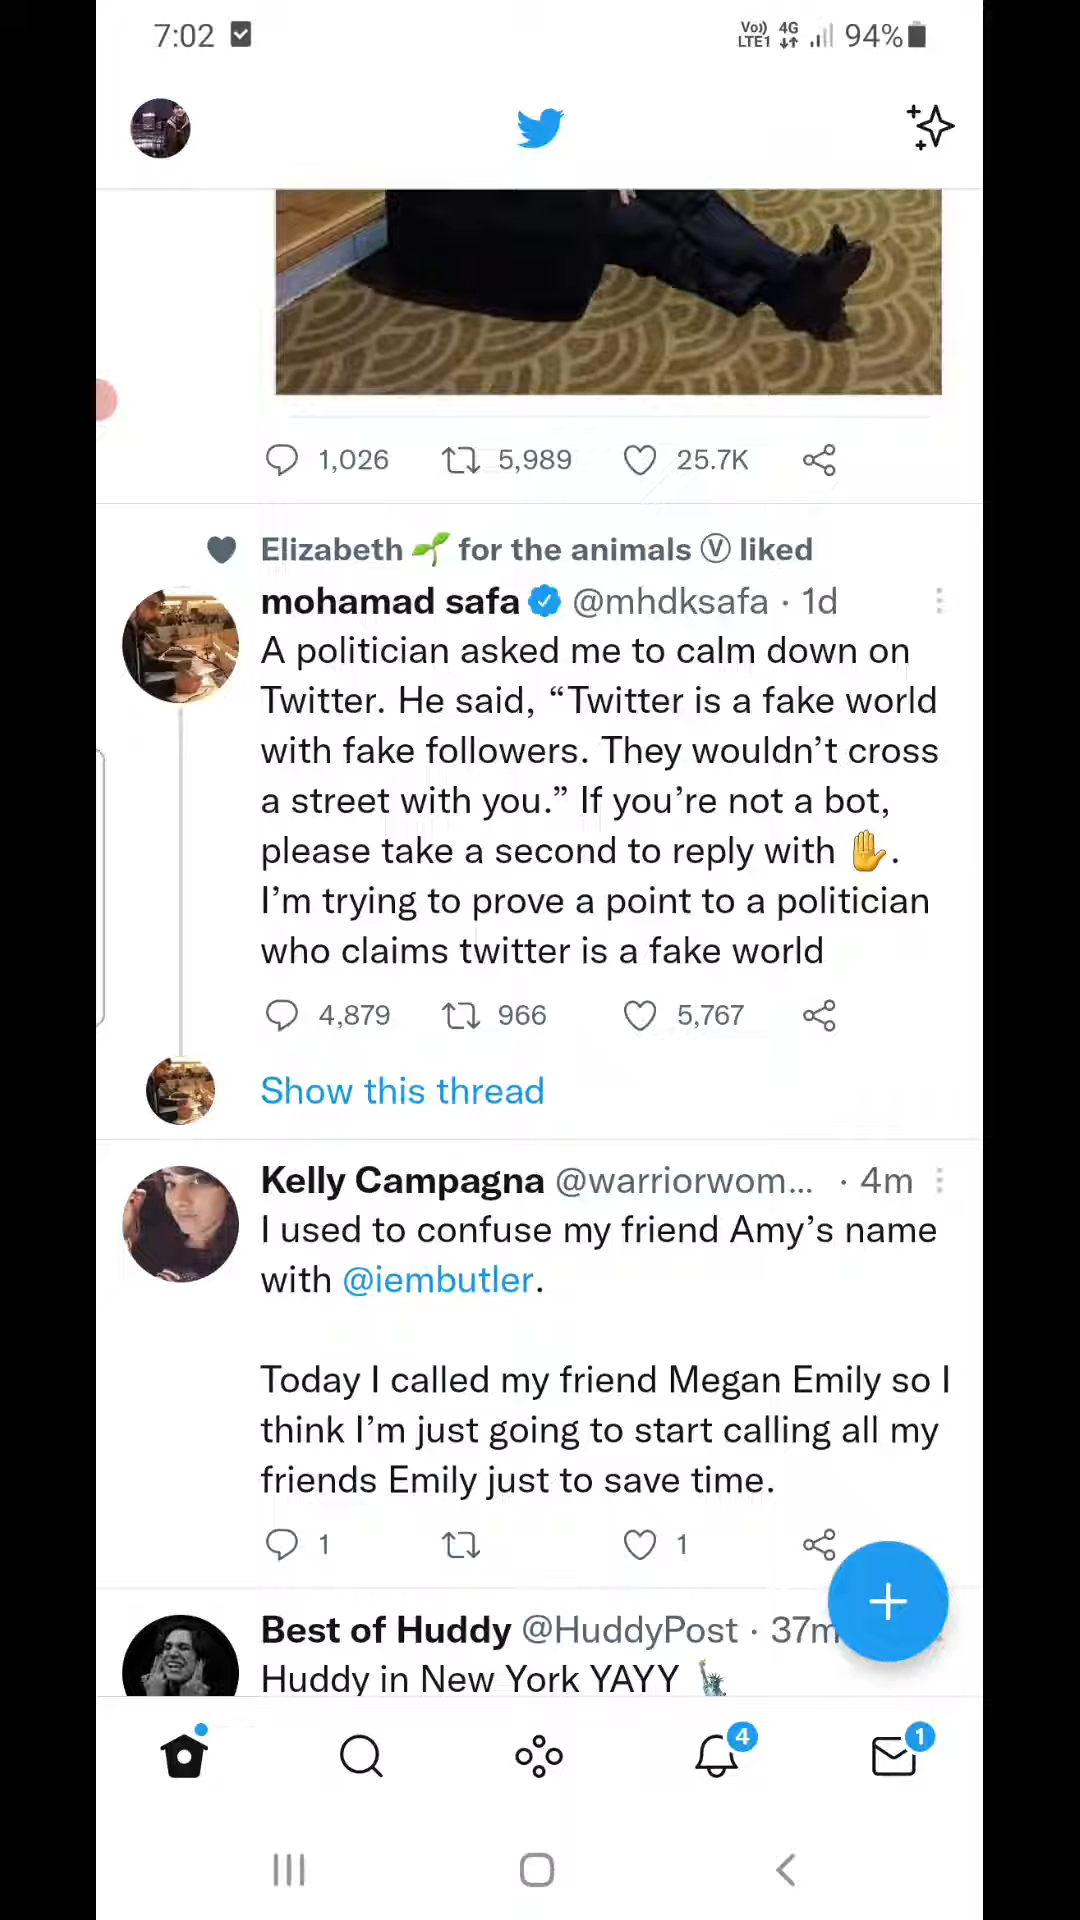 7:02
Vo)) LTE1 4G 94%
1,026 5,989 25.7K
Elizabeth 🌱 for the animals Ⓥ liked
mohamad safa @mhdksafa · 1d
A politician asked me to calm down on
Twitter. He said, “Twitter is a fake world
with fake followers. They wouldn’t cross
a street with you.” If you’re not a bot,
please take a second to reply with ✋.
I’m trying to prove a point to a politician
who claims twitter is a fake world
4,879 966 5,767
Show this thread
Kelly Campagna @warriorwom... · 4m
I used to confuse my friend Amy’s name
with @iembutler.
Today I called my friend Megan Emily so I
think I’m just going to start calling all my
friends Emily just to save time.
1 1
Best of Huddy @HuddyPost · 37m
Huddy in New York YAYY 🗽
4 1